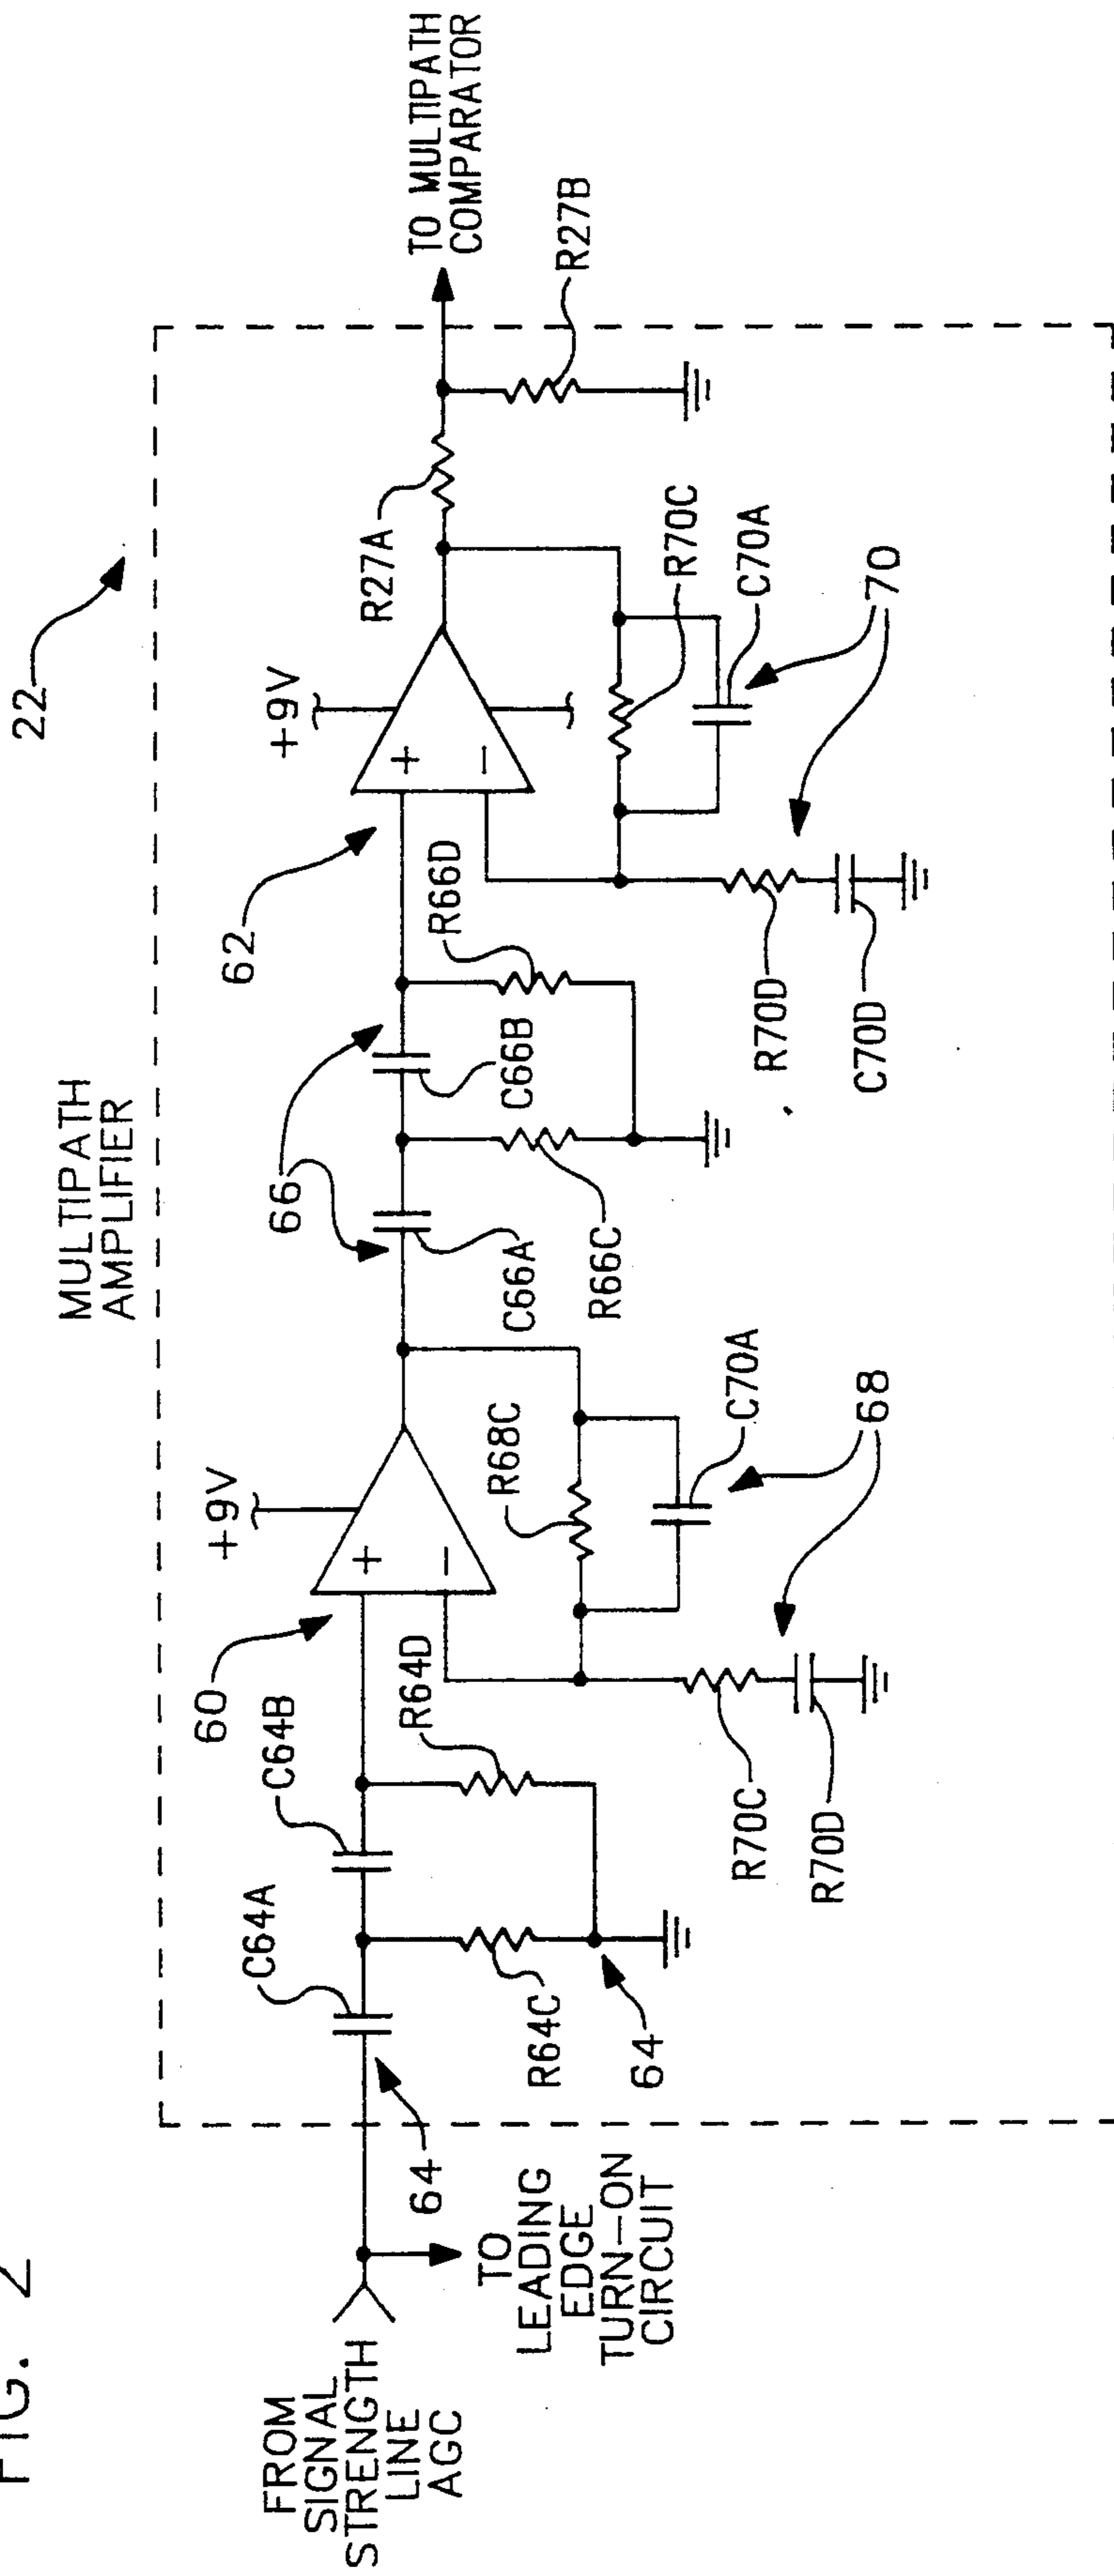 FIG. 2
22
MULTIPATH
AMPLIFIER
FROM
SIGNAL
STRENGTH
LINE
AGC
TO
LEADING
EDGE
TURN-ON
CIRCUIT
64
C64A
C64B
R64C
64
R64D
60
+9V
+
−
R68C
C70A
68
R70C
R70D
66
C66A
C66B
R66C
R66D
62
+9V
+
−
R27A
R70C
C70A
70
R70D
C70D
R27B
TO MULTIPATH
COMPARATOR